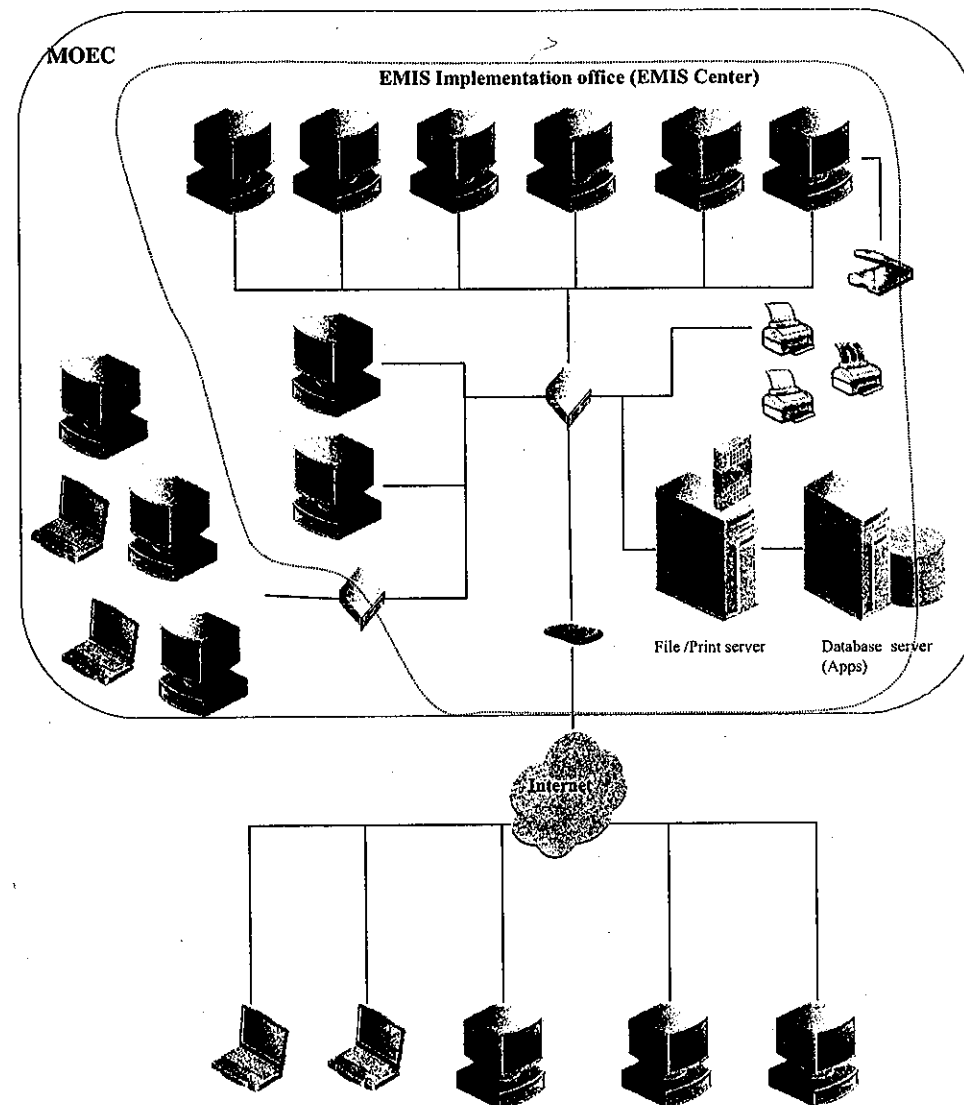 MOEC
EMIS Implementation office (EMIS Center)
File /Print server
Database server
(Apps)
Internet